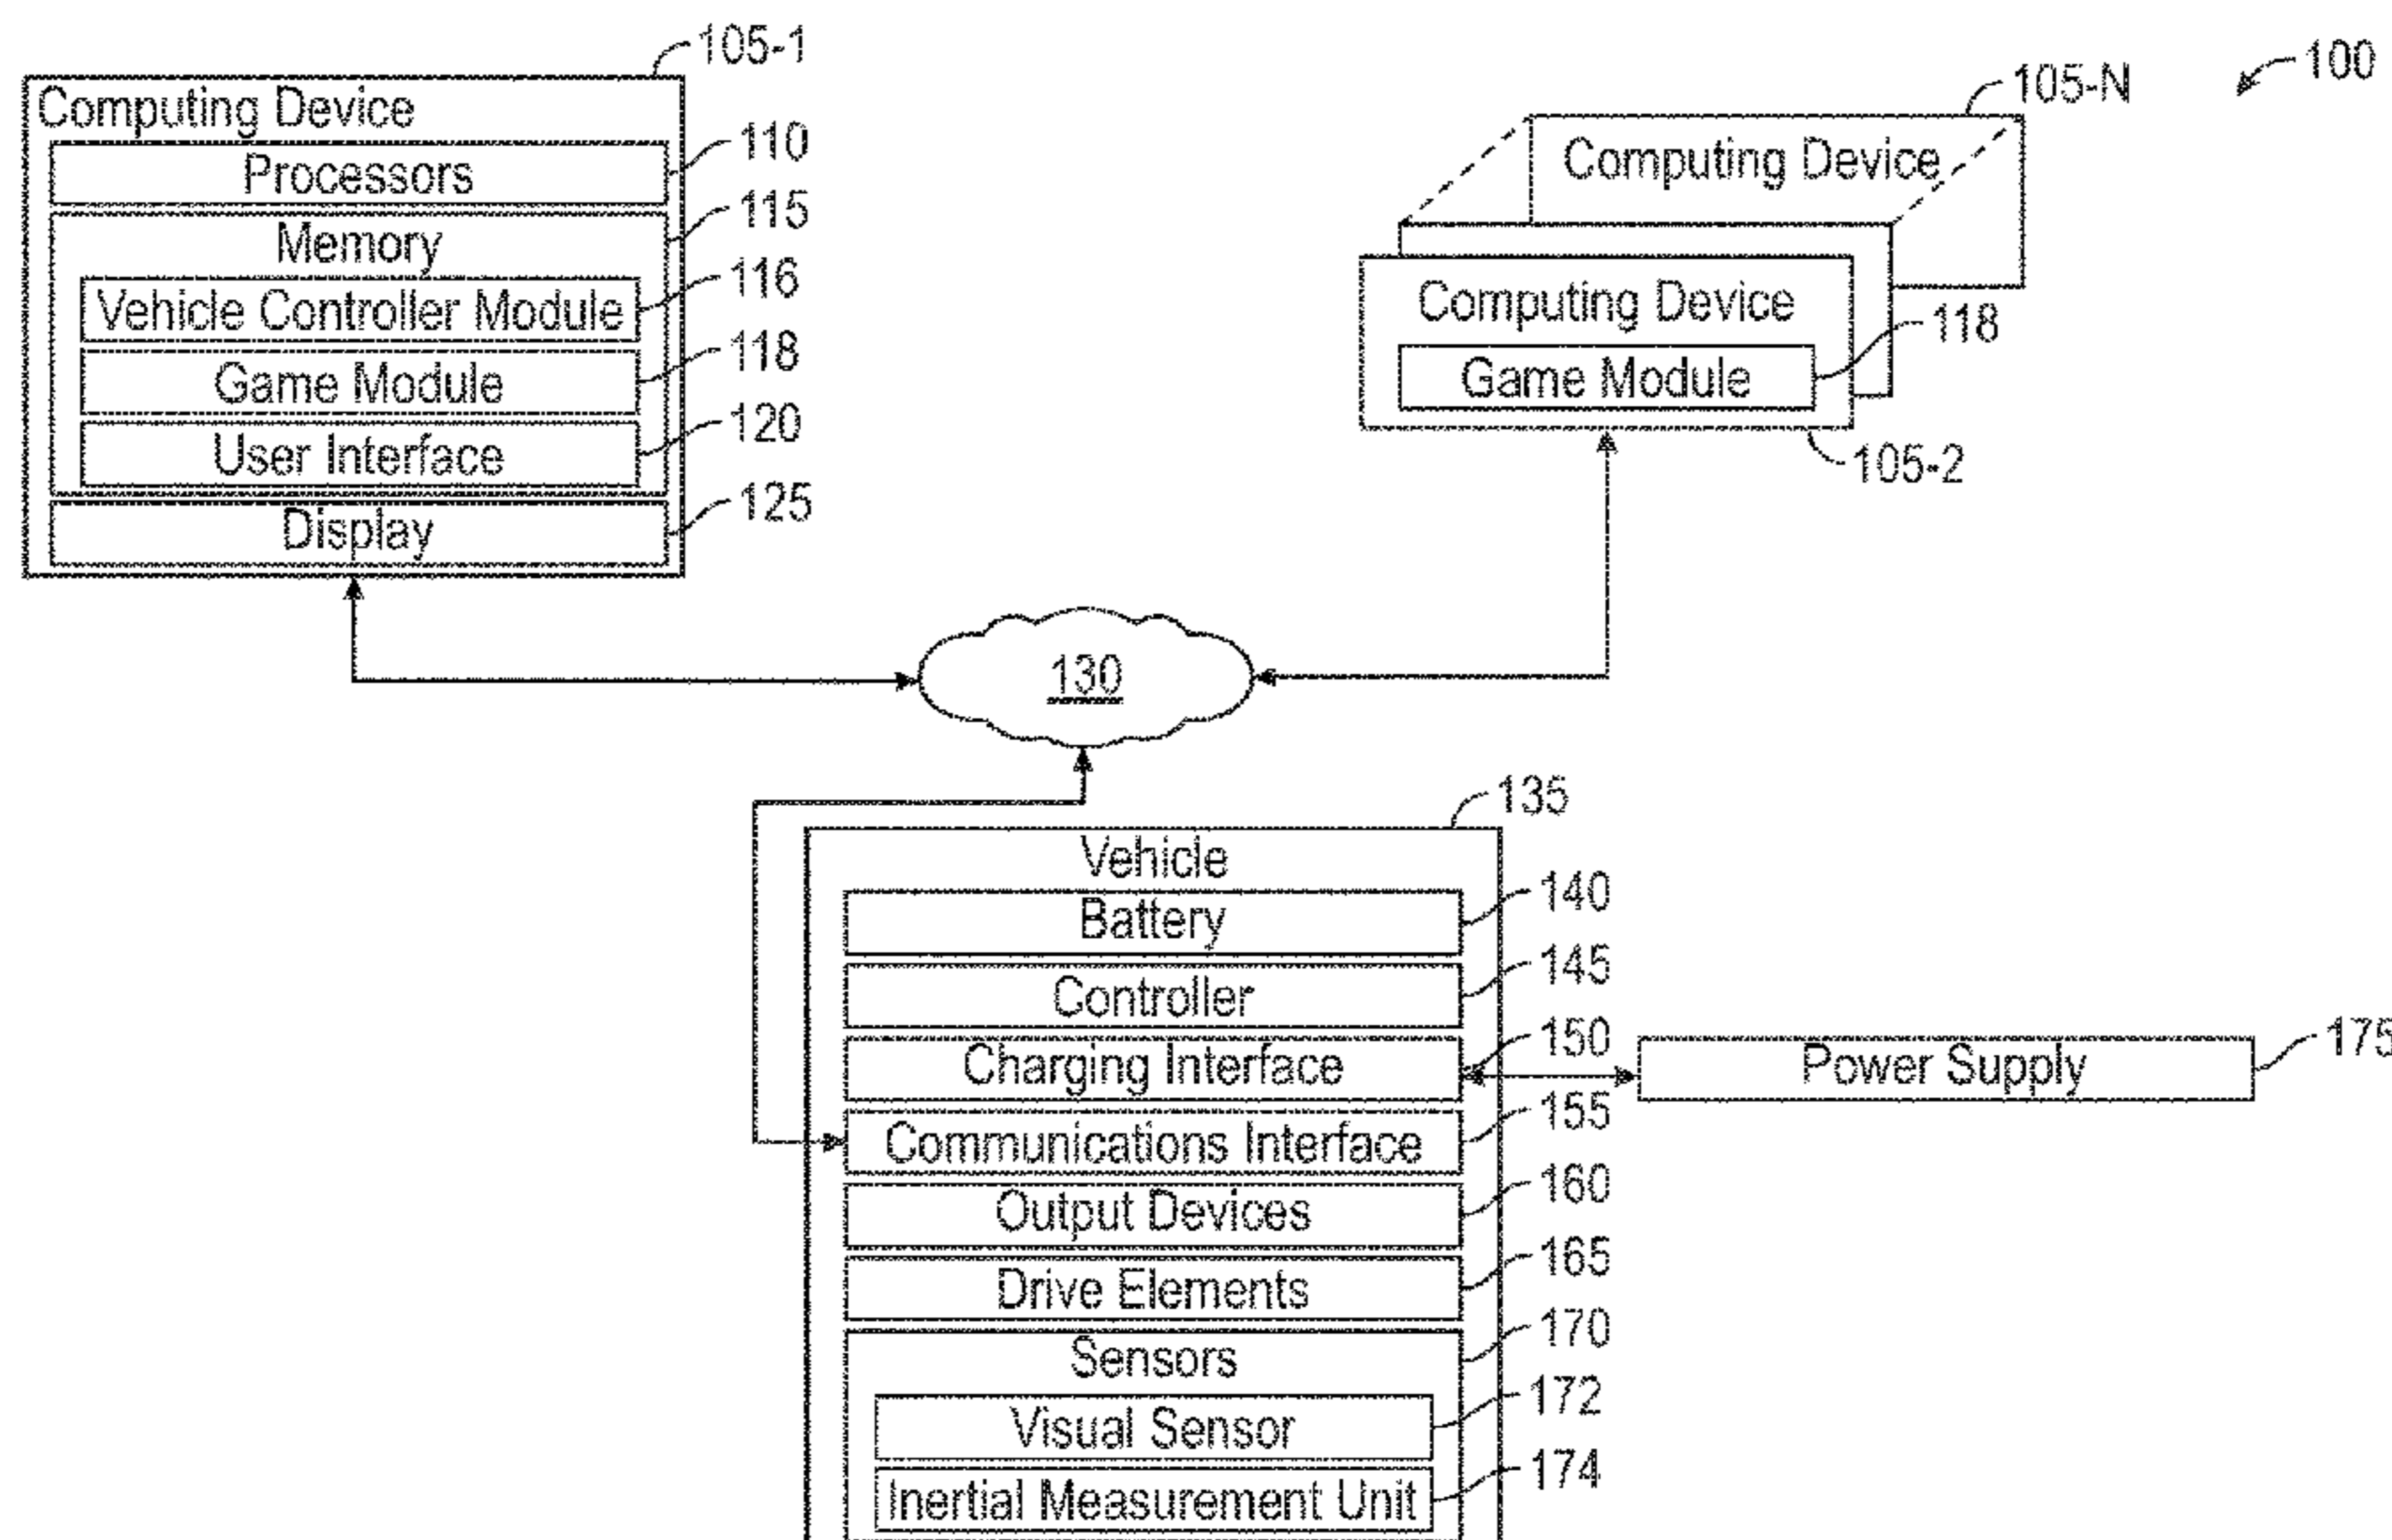 105-1
Computing Device
Processors
110
Memory
115
Vehicle Controller Module
116
Game Module
118
User Interface
120
Display
125
105-N
100
Computing Device
Computing Device
Game Module
118
105-2
130
135
Vehicle
Battery
140
Controller
145
Charging Interface
150
Power Supply
175
Communications Interface
155
Output Devices
160
Drive Elements
165
Sensors
170
Visual Sensor
172
Inertial Measurement Unit
174